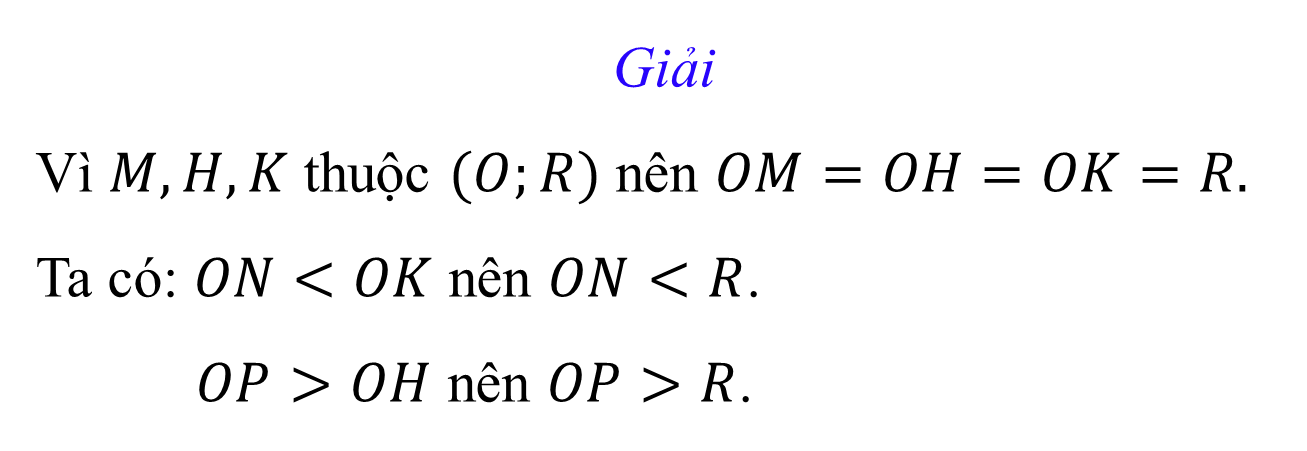 Giải
Vì M, H, K thuộc (O; R) nên OM = OH = OK = R.
Ta có: ON < OK nên ON < R.
OP > OH nên OP > R.